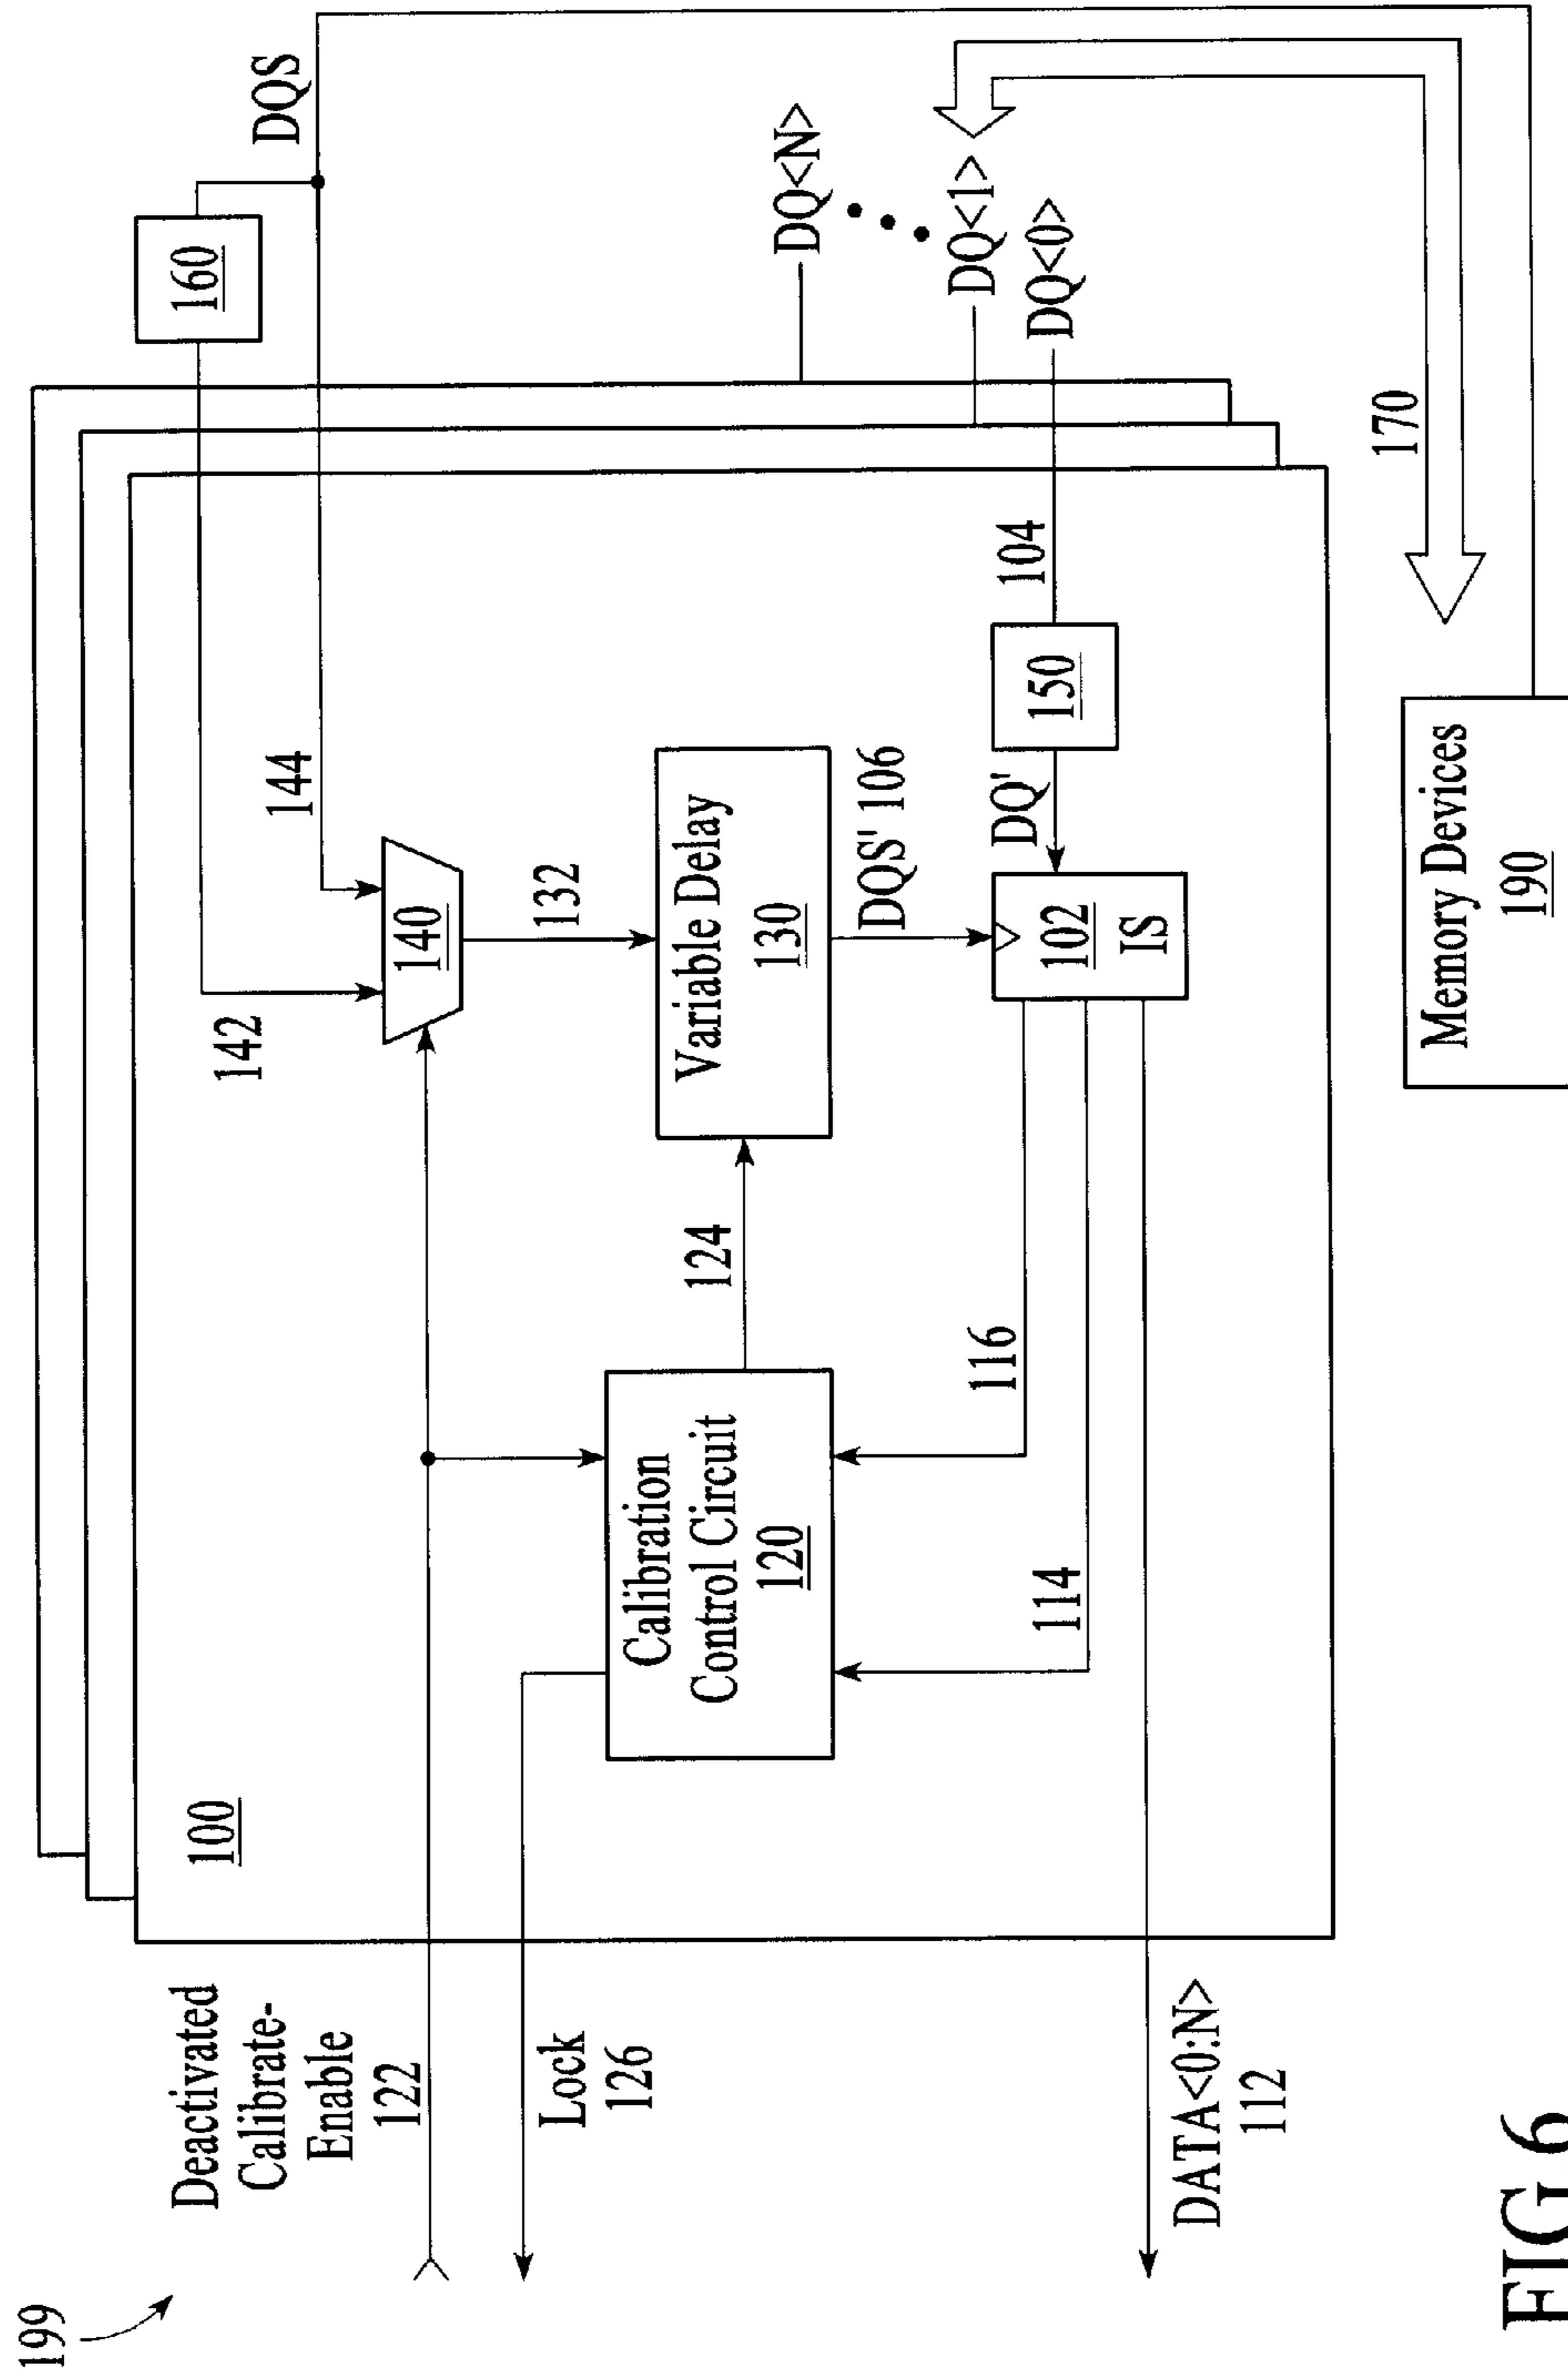 199
Deactivated
Calibrate-
Enable
122
Lock
126
DATA<0:N>
112
100
Calibration
Control Circuit
120
124
116
114
142
144
140
132
Variable Delay
130
DQS' 106
102
IS
DQ'
150
104
160
DQS
DQ<N>
DQ<1>
DQ<0>
170
Memory Devices
190
FIG 6